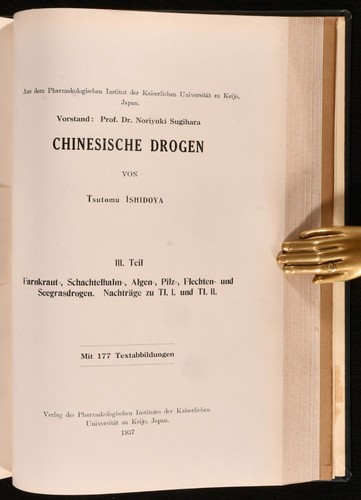 Aus dem Pharmakologischen Institut der Kaiserlichen Universität zu Keijo,
Japan.
Vorstand: Prof. Dr. Noriyuki Sugihara
CHINESISCHE DROGEN
VON
Tsutomu ISHIDOYA
III. Teil
Farnkraut-, Schachtelhalm-, Algen-, Pilz-, Flechten- und
Seegrasdrogen. Nachträge zu Tl. I. und Tl. II.
Mit 177 Textabbildungen
Verlag des Pharmakologischen Institutes der Kaiserlichen
Universität zu Keijo, Japan.
1937